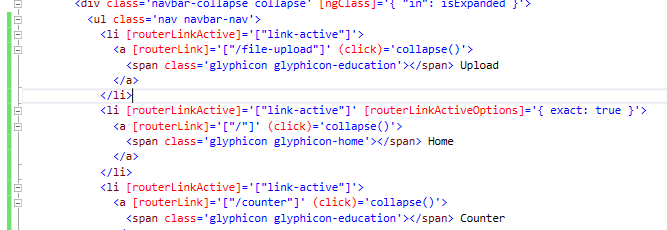 <div class='navbar-collapse collapse' [ngClass]='{ "in": isExpanded }'>
<ul class='nav navbar-nav'>
<li [routerLinkActive]='["link-active"]'>
<a [routerLink]='["/file-upload"]' (click)='collapse()'>
<span class='glyphicon glyphicon-education'></span> Upload
</a>
</li>
<li [routerLinkActive]='["link-active"]' [routerLinkActiveOptions]='{ exact: true }'>
<a [routerLink]='["/"]' (click)='collapse()'>
<span class='glyphicon glyphicon-home'></span> Home
</a>
</li>
<li [routerLinkActive]='["link-active"]'>
<a [routerLink]='["/counter"]' (click)='collapse()'>
<span class='glyphicon glyphicon-education'></span> Counter